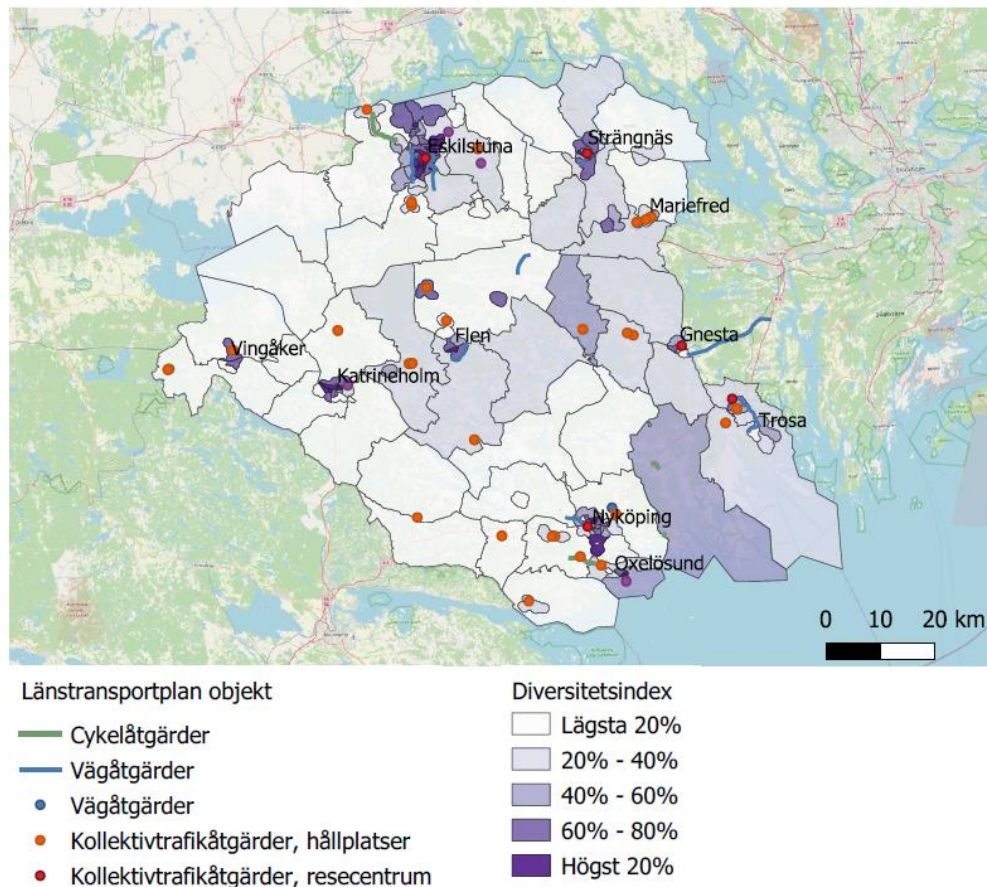 Eskilstuna
Strängnäs
Mariefred
Gnesta
Flen
Vingåker
Katrineholm
Trosa
Nyköping
Oxelösund
0 10 20 km
Länstransportplan objekt
Cykelåtgärder
Vägåtgärder
Vägåtgärder
Kollektivtrafikåtgärder, hållplatser
Kollektivtrafikåtgärder, resecentrum
Diversitetsindex
Lägsta 20%
20% - 40%
40% - 60%
60% - 80%
Högst 20%